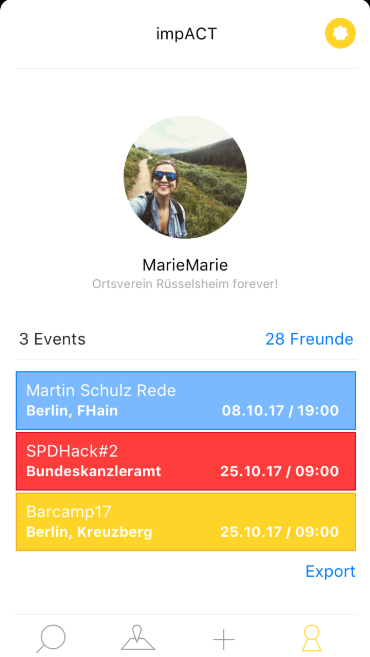 impACT
MarieMarie
Ortsverein Rüsselsheim forever!
3 Events 28 Freunde
Martin Schulz Rede
Berlin, FHain 08.10.17 / 19:00
SPDHack#2
Bundeskanzleramt 25.10.17 / 09:00
Barcamp17
Berlin, Kreuzberg 25.10.17 / 09:00
Export